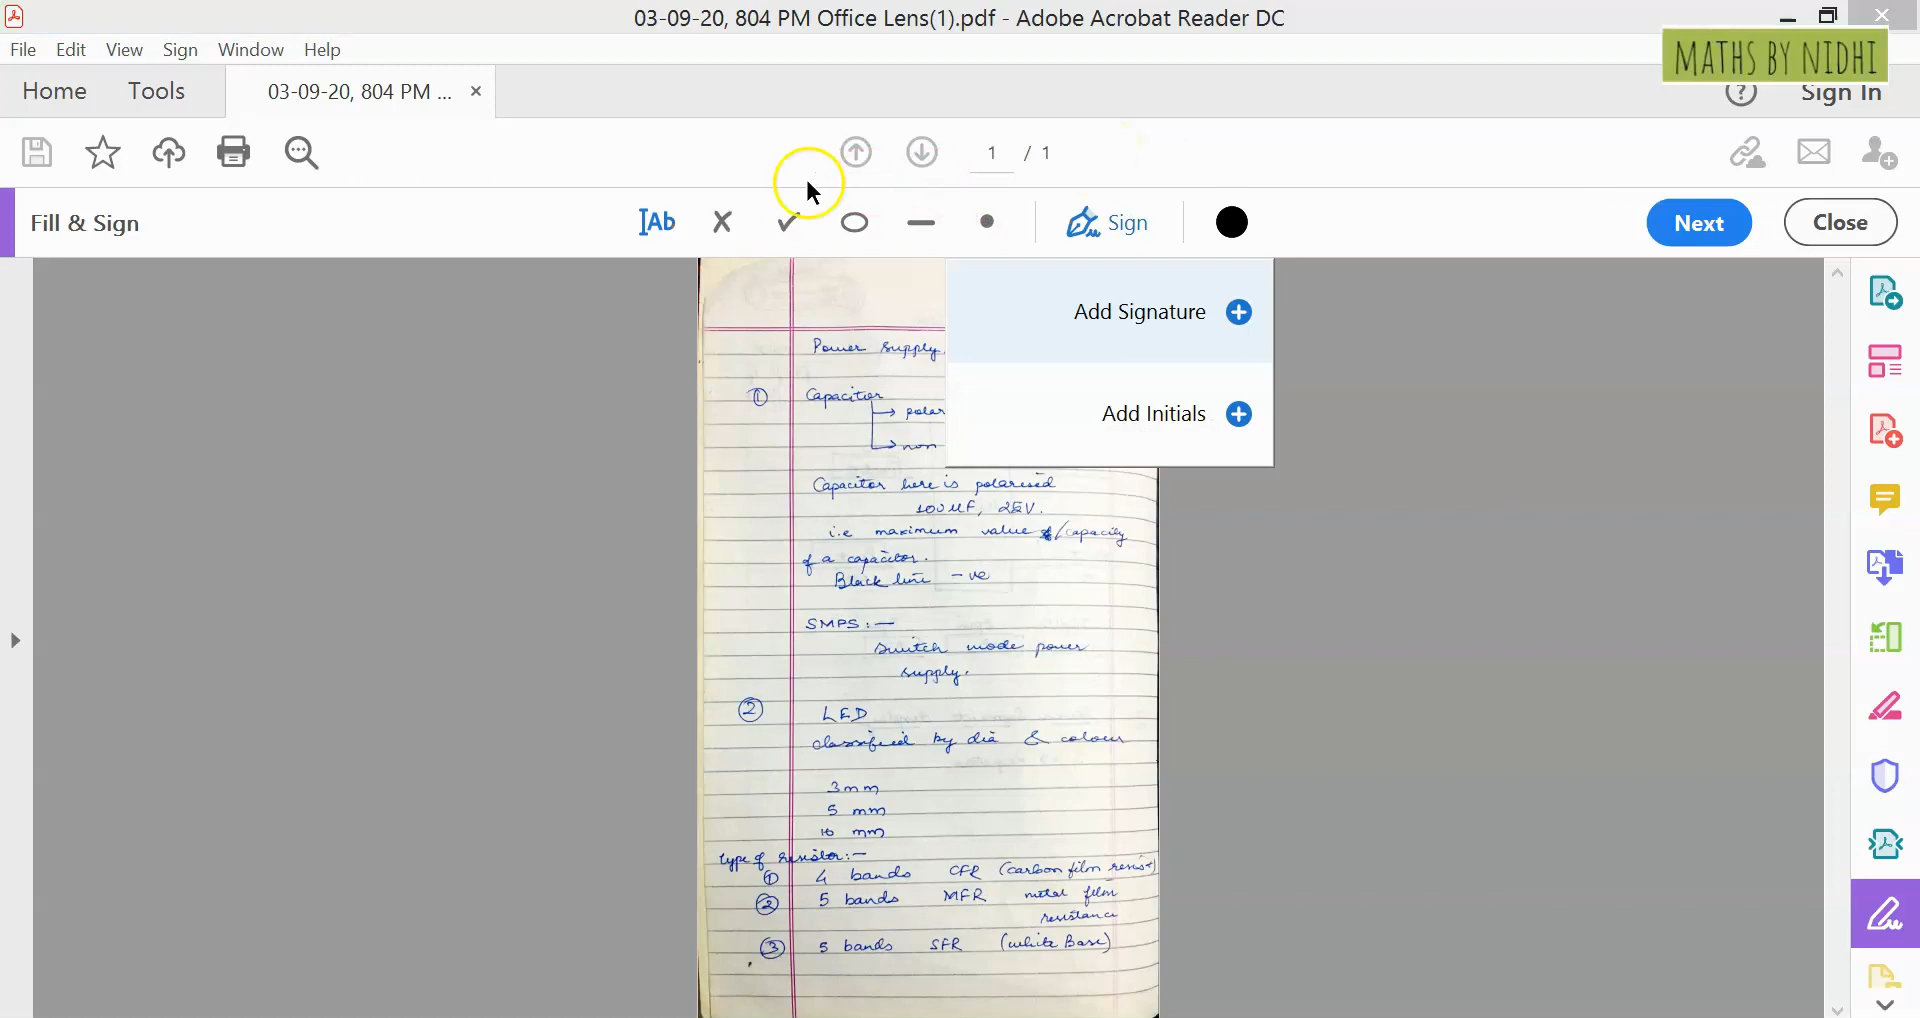 03-09-20, 804 PM Office Lens(1).pdf - Adobe Acrobat Reader DC
File Edit View Sign Window Help
MATHS BY NIDHI
Home Tools 03-09-20, 804 PM ... × ? Sign In
1 / 1
Fill & Sign Ab Sign Next Close
Add Signature
Add Initials
Power supply
① Capacitor
→ polar
→ non
Capacitor here is polarised
100 uF, 25V.
i.e maximum value /capacity
of a capacitor.
Black line -ve
SMPS:-
Switch mode power
supply.
② LED
classified by dia & colour
3mm
5 mm
10 mm
Type of resistor:-
① 4 bands CFR (carbon film resist)
② 5 bands MFR metal film
resistance
③ 5 bands SFR (white Base)